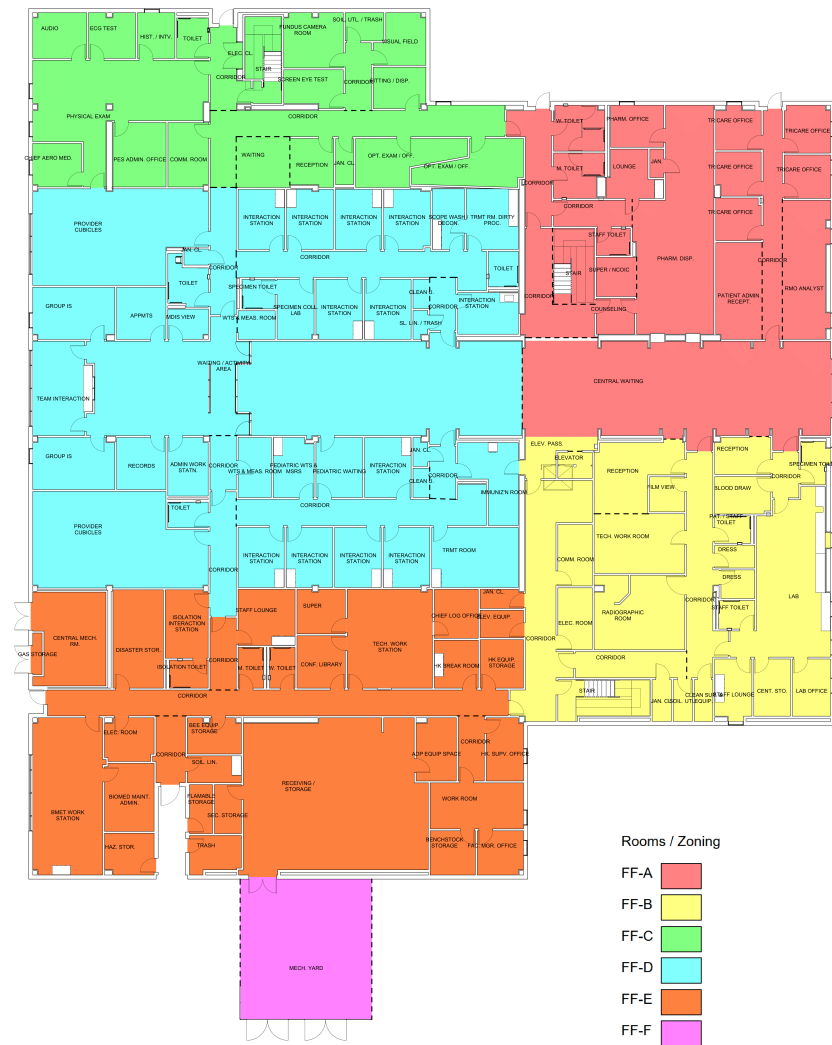 AUDIO
ECG TEST
HIST. / INTV.
TOILET
ELEC. CL.
CORRIDOR
STAIR
FUNDUS CAMERA
ROOM
SOIL. UTL. / TRASH
VISUAL FIELD
SCREEN EYE TEST
CORRIDOR
FITTING / DISP.
PHYSICAL EXAM
CORRIDOR
CHIEF AERO MED.
PES ADMIN. OFFICE
COMM. ROOM
WAITING
RECEPTION
JAN. CL.
OPT. EXAM / OFF.
OPT. EXAM / OFF.
W. TOILET
PHARM. OFFICE
TRICARE OFFICE
TRICARE OFFICE
M. TOILET
LOUNGE
JAN.
TRICARE OFFICE
TRICARE OFFICE
CORRIDOR
CORRIDOR
TRICARE OFFICE
STAFF TOILET
PHARM. DISP.
CORRIDOR
STAIR
SUPER / NCOIC
CORRIDOR
COUNSELING
PATIENT ADMIN
RECEPT.
RMO ANALYST
CENTRAL WAITING
PROVIDER
CUBICLES
INTERACTION
STATION
INTERACTION
STATION
INTERACTION
STATION
INTERACTION
STATION
SCOPE WASH /
DECON.
TRMT RM. DIRTY
PROC.
JAN. CL.
CORRIDOR
CORRIDOR
TOILET
TOILET
SPECIMEN TOILET
CLEAN U.
GROUP IS
APPMTS
MDIS VIEW
WTS & MEAS. ROOM
SPECIMEN COLL.
LAB
INTERACTION
STATION
INTERACTION
STATION
CORRIDOR
INTERACTION
STATION
SL. LIN. / TRASH
WAITING / ACTIVITY
AREA
TEAM INTERACTION
GROUP IS
RECORDS
ADMIN WORK
STATN.
CORRIDOR
WTS & MEAS. ROOM
PEDIATRIC WTS &
MSRS
PEDIATRIC WAITING
INTERACTION
STATION
JAN. CL.
CLEAN U.
CORRIDOR
IMMUNIZN ROOM
TOILET
CORRIDOR
PROVIDER
CUBICLES
INTERACTION
STATION
INTERACTION
STATION
INTERACTION
STATION
INTERACTION
STATION
TRMT ROOM
CORRIDOR
ELEV. PASS.
ELEVATOR
RECEPTION
RECEPTION
SPECIMEN TOILET
CORRIDOR
FILM VIEW
BLOOD DRAW
TECH. WORK ROOM
PAT. / STAFF
TOILET
DRESS
COMM. ROOM
DRESS
LAB
ELEC. ROOM
RADIOGRAPHIC
ROOM
CORRIDOR
STAFF TOILET
CORRIDOR
CORRIDOR
STAIR
JAN. CL.
SOIL. UTL.
CLEAN SUP. &
EQUIP.
STAFF LOUNGE
CENT. STO.
LAB OFFICE
CENTRAL MECH.
RM.
GAS STORAGE
DISASTER STOR.
ISOLATION
INTERACTION
STATION
ISOLATION TOILET
CORRIDOR
STAFF LOUNGE
SUPER
M. TOILET
W. TOILET
CONF. LIBRARY
TECH. WORK
STATION
CHIEF LOG OFFICE
JAN. CL.
ELEV. EQUIP.
HK BREAK ROOM
HK EQUIP.
STORAGE
CORRIDOR
ELEC. ROOM
BEE EQUIP.
STORAGE
CORRIDOR
SOIL. LIN.
RECEIVING /
STORAGE
ADP EQUIP SPACE
CORRIDOR
HK. SUPV. OFFICE
BMET WORK
STATION
BIOMED MAINT.
ADMIN.
FLAMABLE
STORAGE
SEC. STORAGE
WORK ROOM
HAZ. STOR.
TRASH
BENCHSTOCK
STORAGE
FAC. MGR. OFFICE
MECH. YARD
Rooms / Zoning
FF-A
FF-B
FF-C
FF-D
FF-E
FF-F